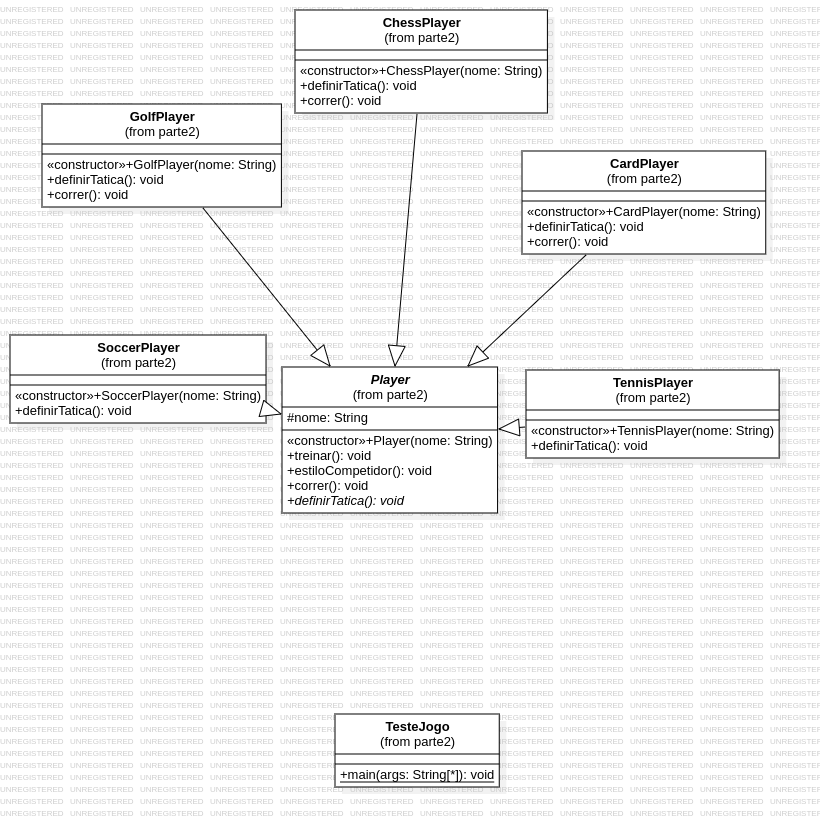 ChessPlayer
(from parte2)
«constructor»+ChessPlayer(nome: String)
+definirTatica(): void
+correr(): void
GolfPlayer
(from parte2)
«constructor»+GolfPlayer(nome: String)
+definirTatica(): void
+correr(): void
CardPlayer
(from parte2)
«constructor»+CardPlayer(nome: String)
+definirTatica(): void
+correr(): void
SoccerPlayer
(from parte2)
«constructor»+SoccerPlayer(nome: String)
+definirTatica(): void
Player
(from parte2)
#nome: String
«constructor»+Player(nome: String)
+treinar(): void
+estiloCompetidor(): void
+correr(): void
+definirTatica(): void
TennisPlayer
(from parte2)
«constructor»+TennisPlayer(nome: String)
+definirTatica(): void
TesteJogo
(from parte2)
+main(args: String[*]): void
UNREGISTERED